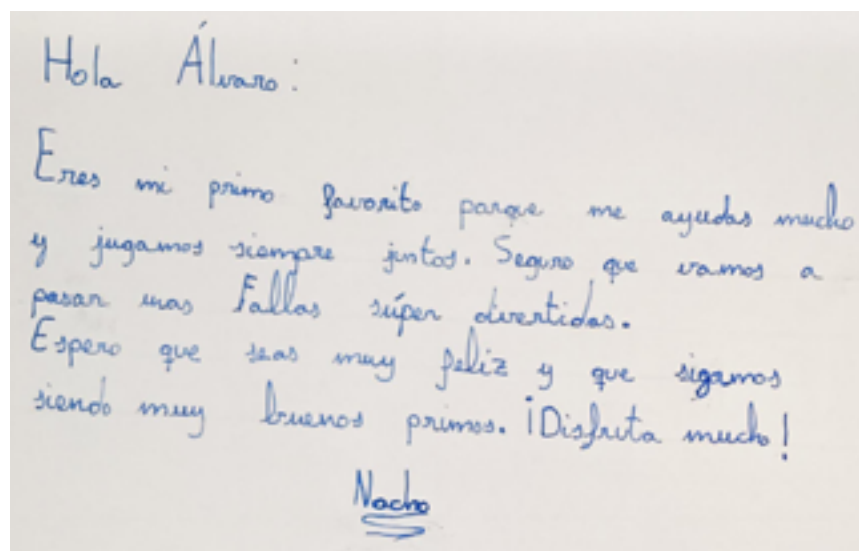 Hola Álvaro:
Eres mi primo favorito porque me ayudas mucho
y jugamos siempre juntos. Seguro que vamos a
pasar unas Fallas súper divertidas.
Espero que seas muy feliz y que sigamos
siendo muy buenos primos. ¡Disfruta mucho!
Nacho